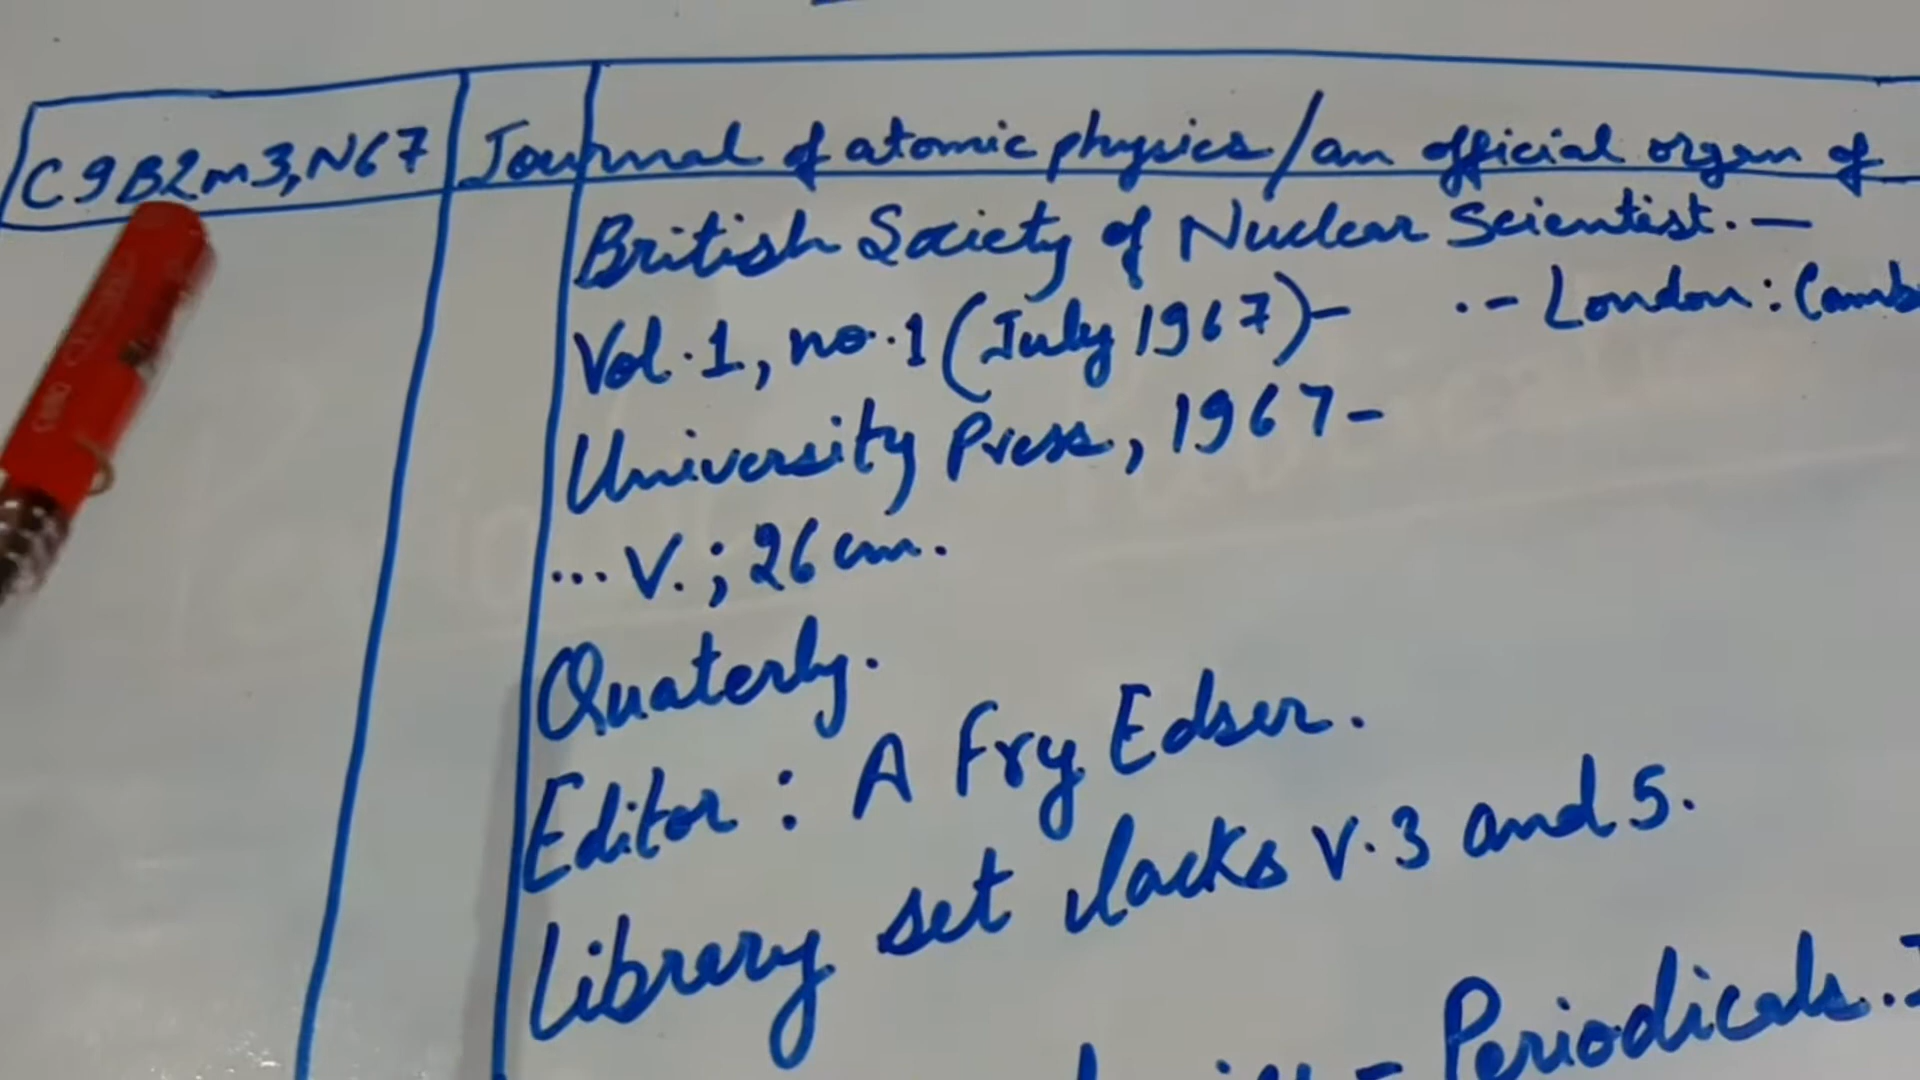 C9B2m3,N67 Journal of atomic physics/an official organ of
British Society of Nuclear Scientist. —
Vol.1, no.1 (July 1967)– .– London : Camb
University Press, 1967–
... V. ; 26 cm.
Quaterly.
Editor : A Fry Edser.
Library set lacks v.3 and 5.
– Periodicals.